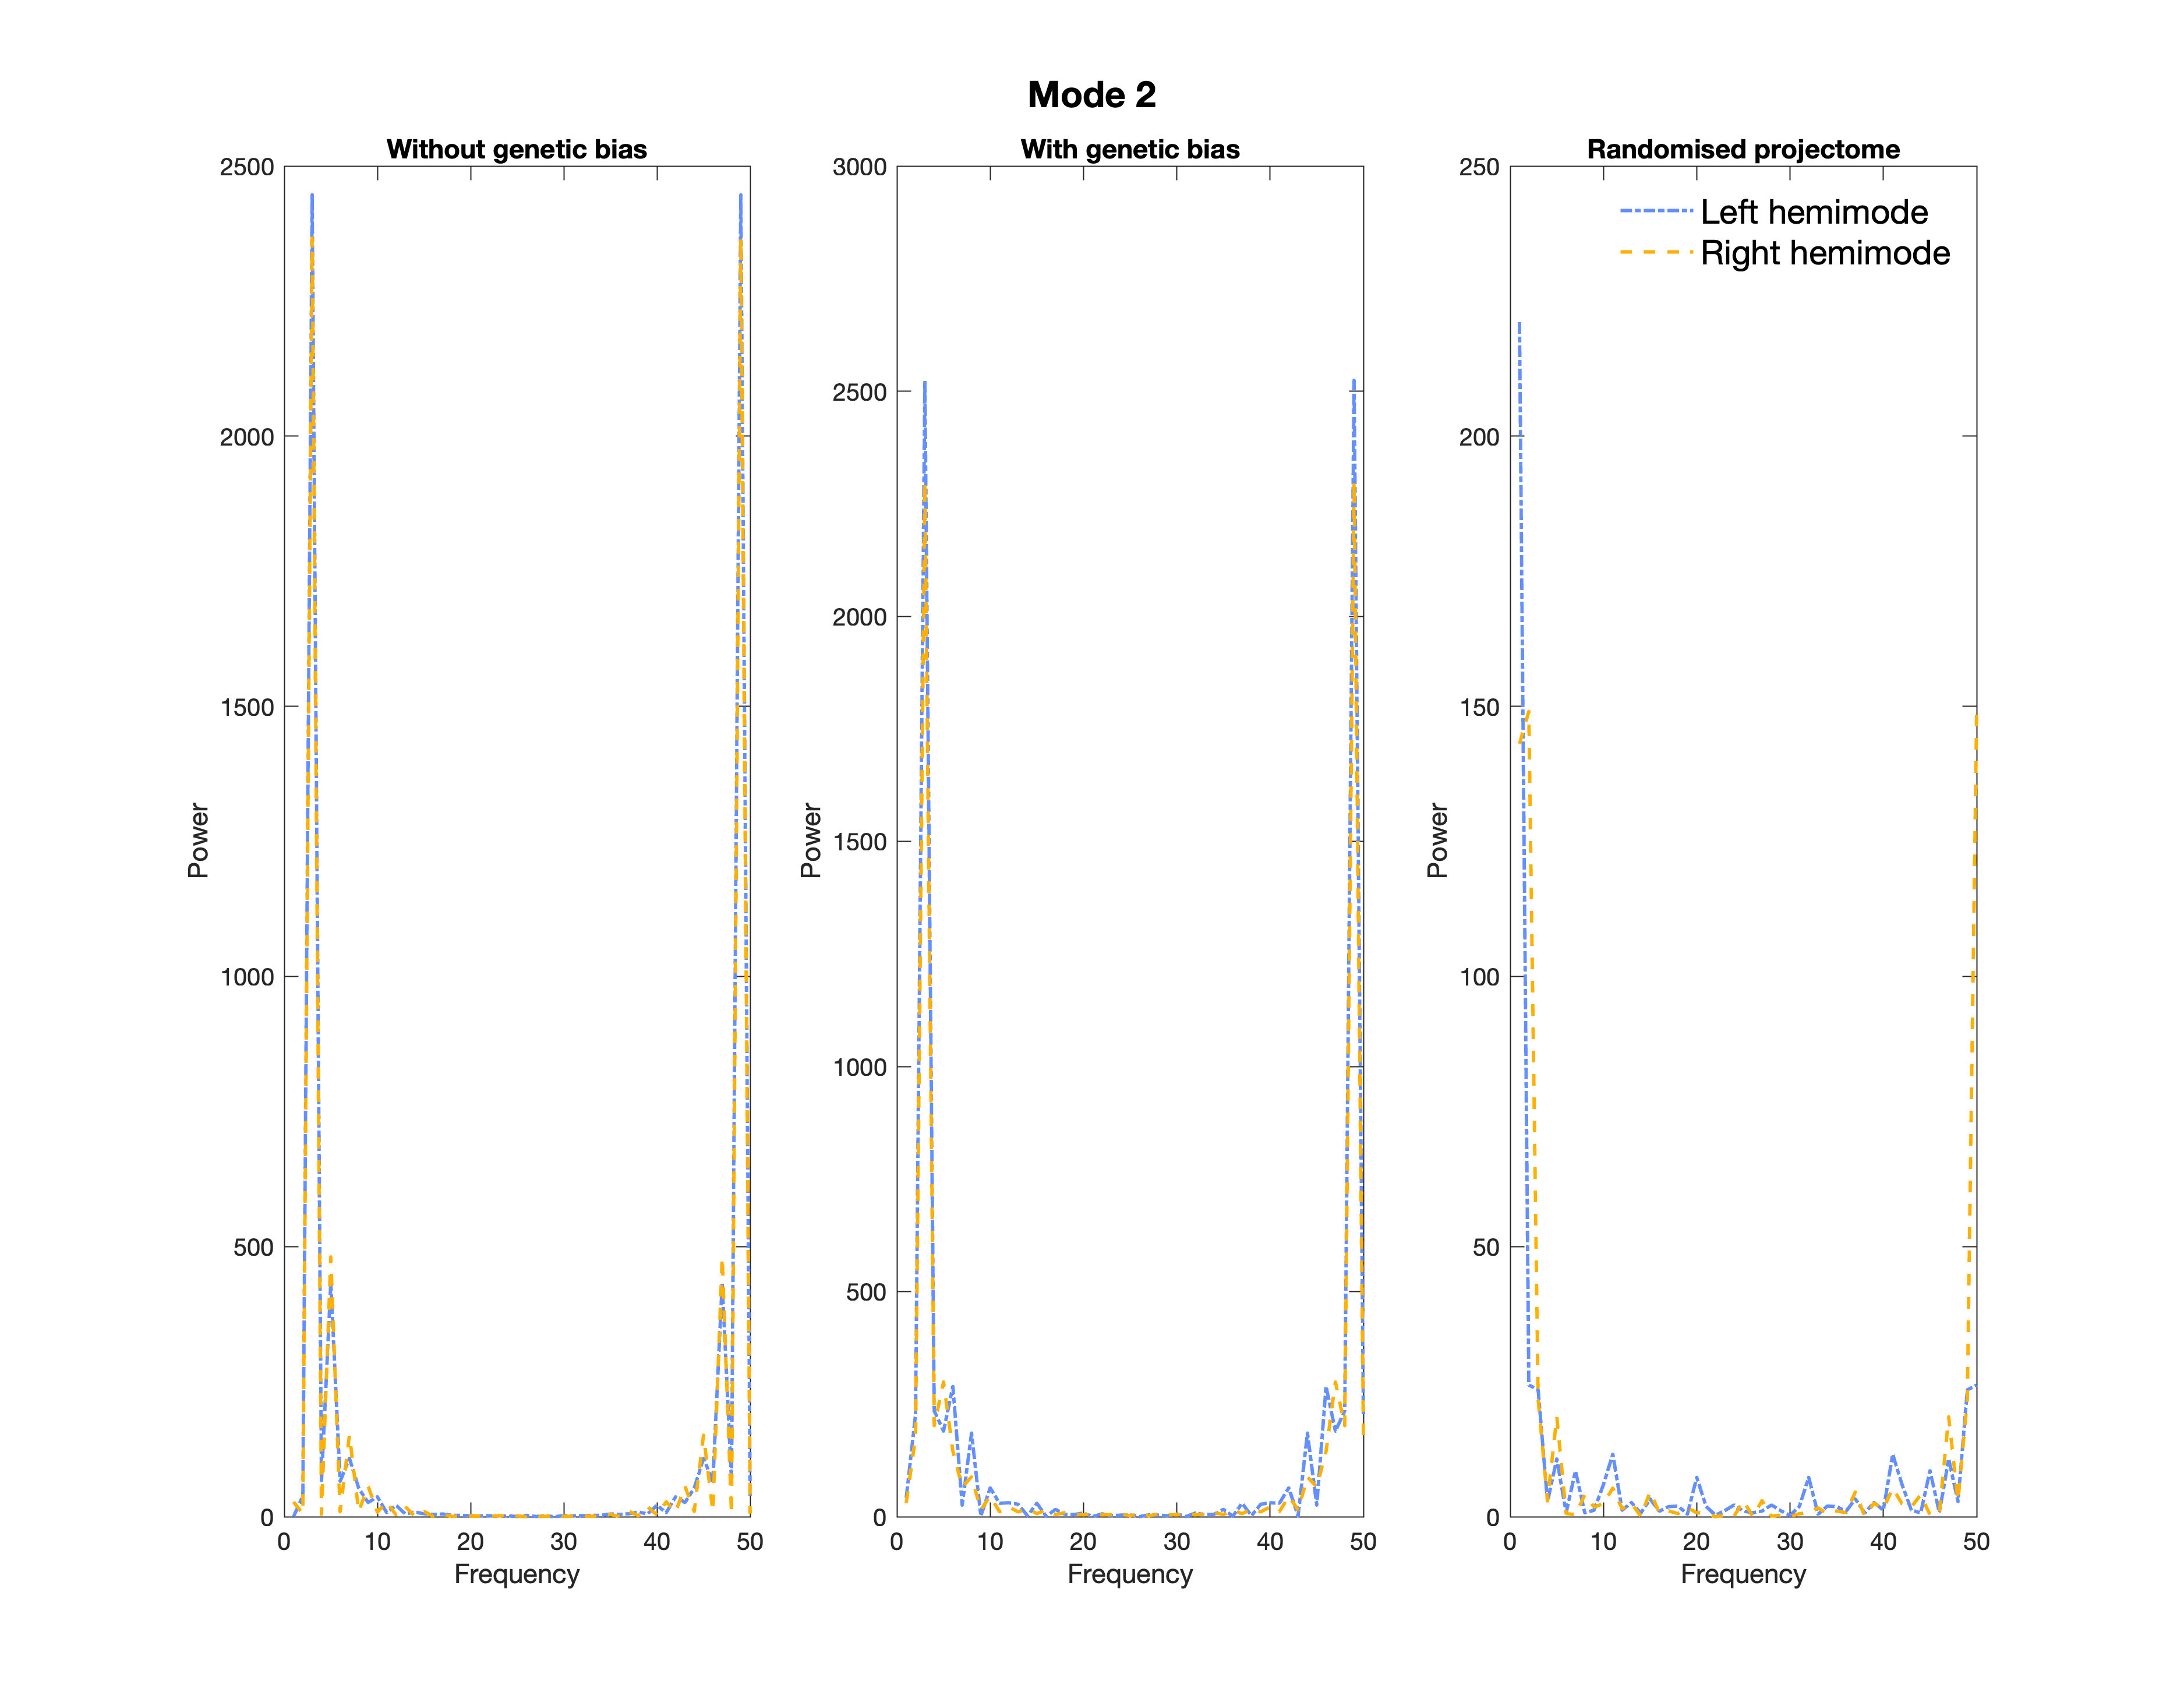 Mode 2
Without genetic bias
2500
2000
1500
1000
500
0
0 10 20 30 40 50
Power
Frequency
With genetic bias
3000
2500
2000
1500
1000
500
0
0 10 20 30 40 50
Power
Frequency
Randomised projectome
Left hemimode
Right hemimode
250
200
150
100
50
0
0 10 20 30 40 50
Power
Frequency